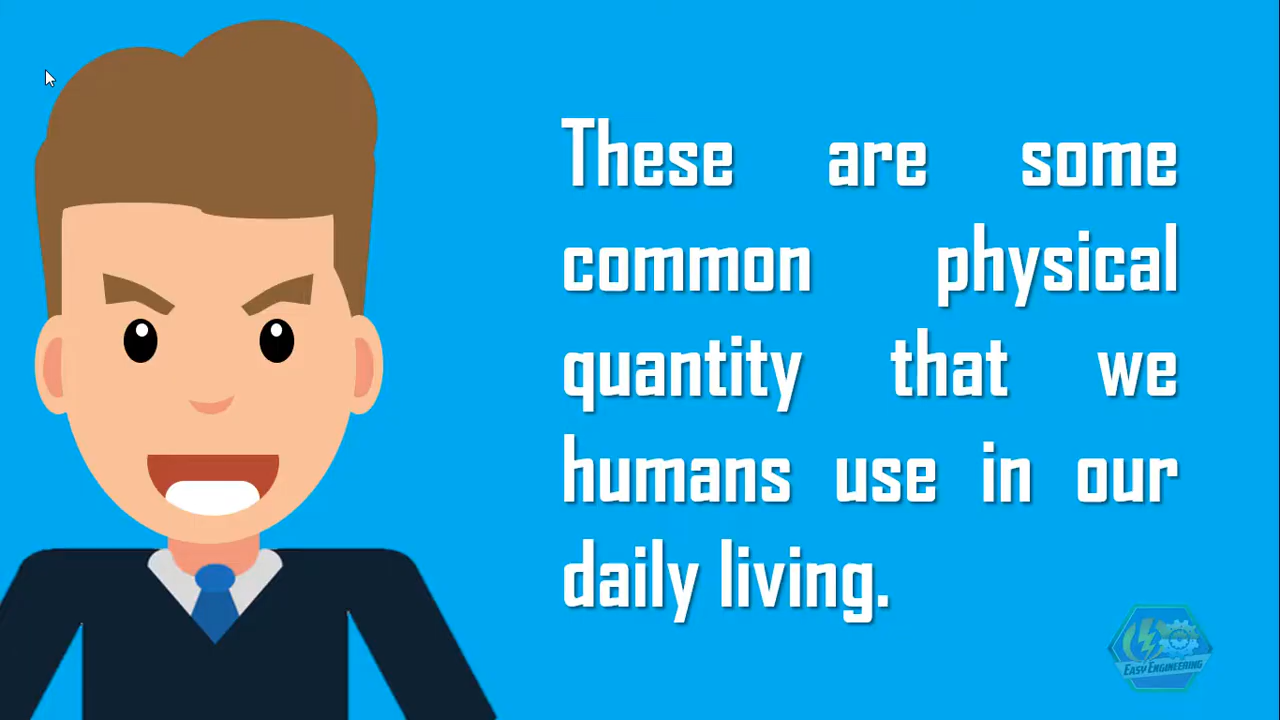 These are some
common physical
quantity that we
humans use in our
daily living.
EASY ENGINEERING